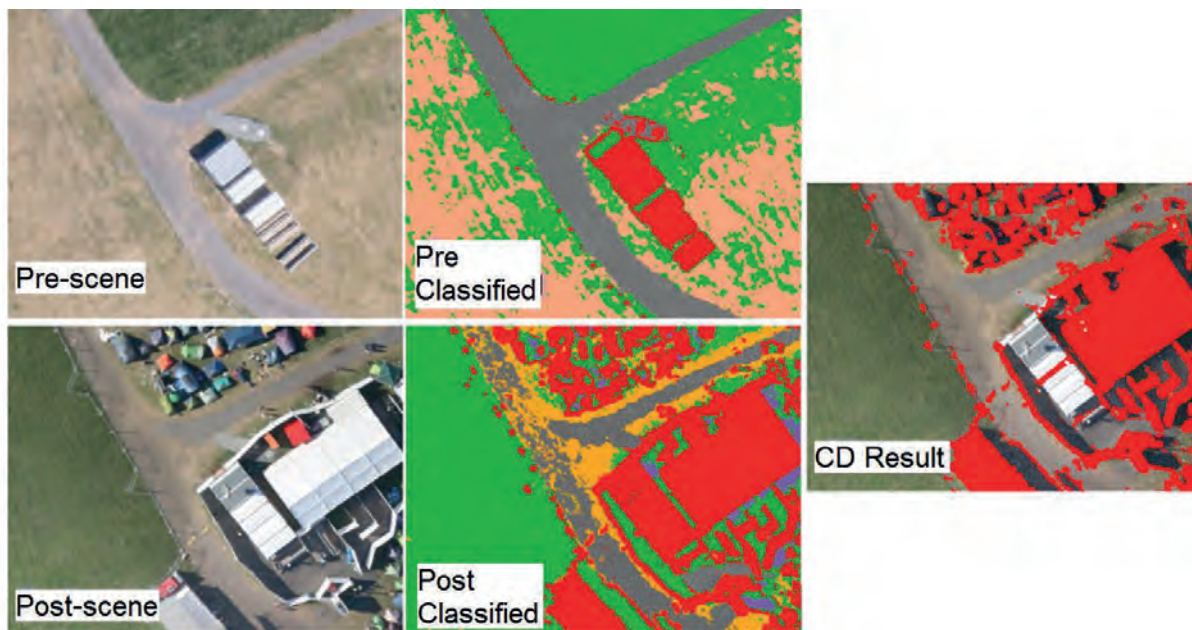 Pre-scene
Pre
Classified
Post-scene
Post
Classified
CD Result